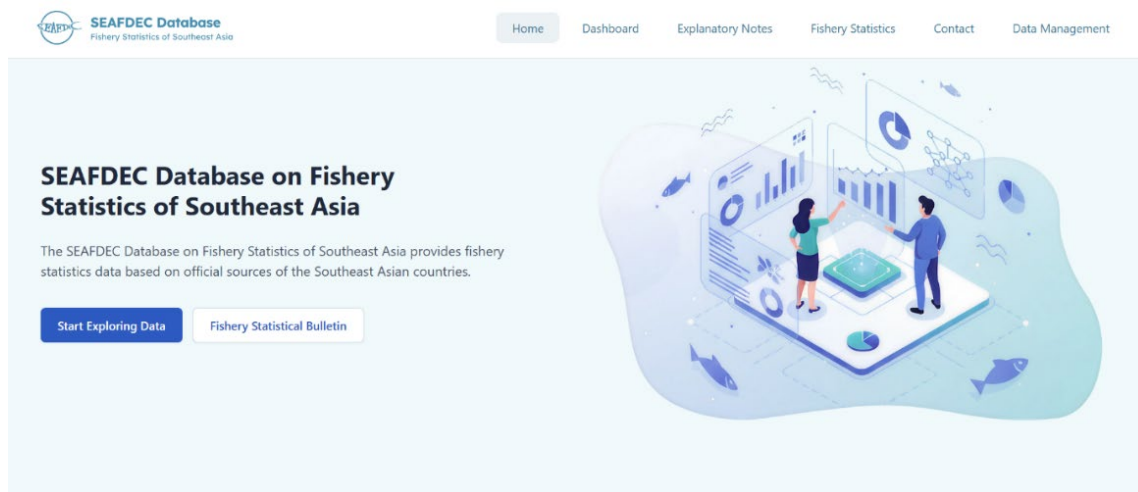 SEAFDEC
SEAFDEC Database
Fishery Statistics of Southeast Asia
Home
Dashboard
Explanatory Notes
Fishery Statistics
Contact
Data Management
SEAFDEC Database on Fishery
Statistics of Southeast Asia
The SEAFDEC Database on Fishery Statistics of Southeast Asia provides fishery
statistics data based on official sources of the Southeast Asian countries.
Start Exploring Data
Fishery Statistical Bulletin